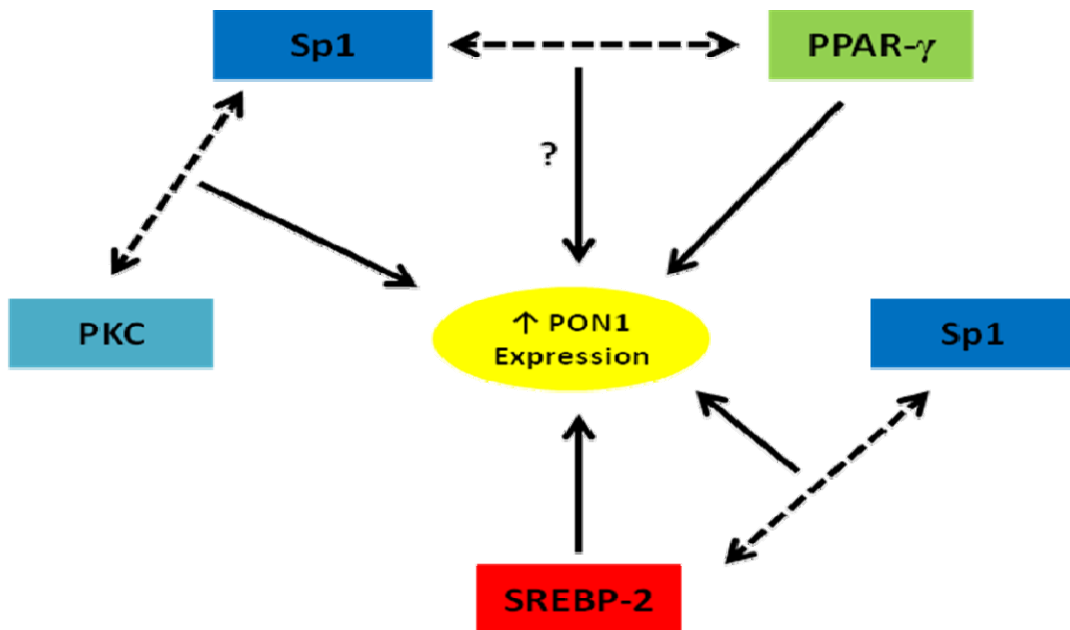 Sp1
PPAR-γ
?
PKC
↑ PON1
Expression
Sp1
SREBP-2